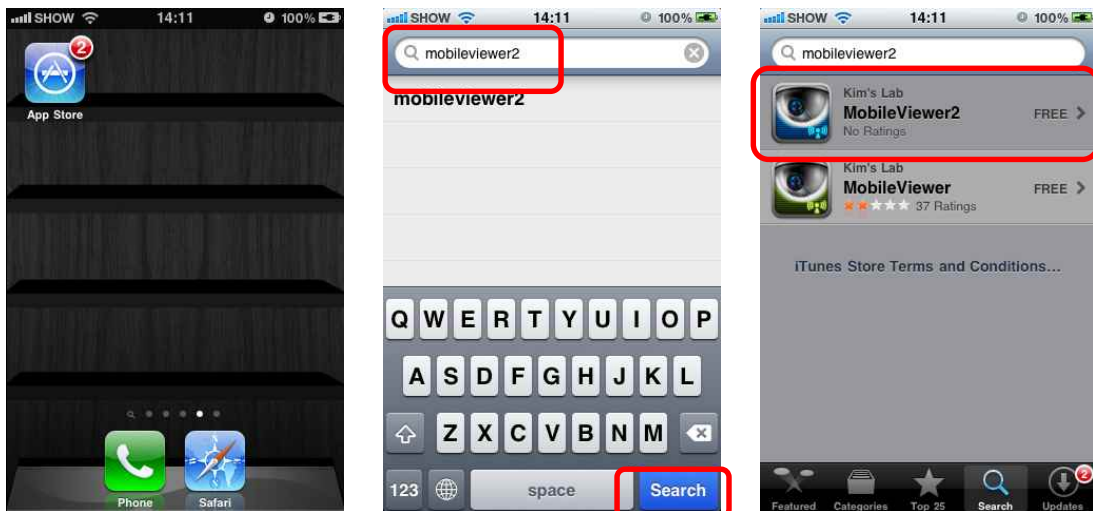 SHOW 14:11 100%
2
App Store
Phone Safari
SHOW 14:11 100%
mobileviewer2
mobileviewer2
Q W E R T Y U I O P
A S D F G H J K L
Z X C V B N M
123 space Search
SHOW 14:11 100%
mobileviewer2
Kim's Lab
MobileViewer2 FREE
No Ratings
Kim's Lab
MobileViewer FREE
37 Ratings
iTunes Store Terms and Conditions...
2
Featured Categories Top 25 Search Updates